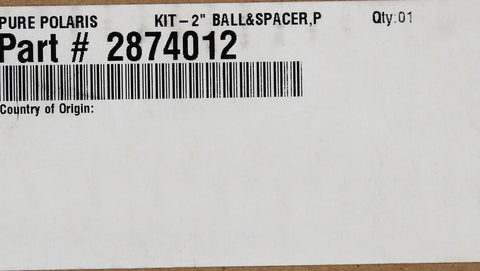 PURE POLARIS KIT-2" BALL&SPACER,P Qty:01
Part # 2874012
Country of Origin: